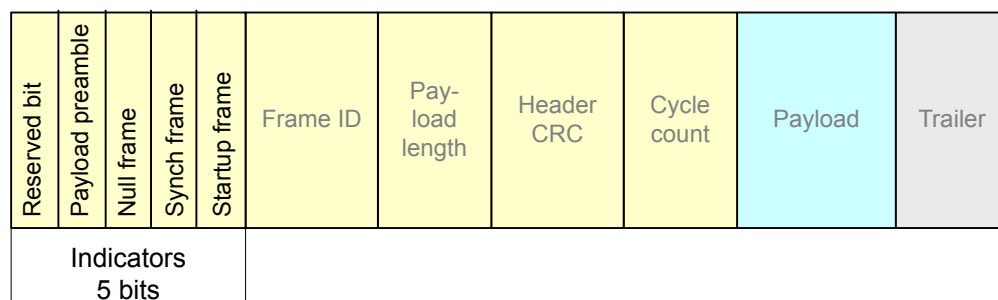 Reserved bit
Payload preamble
Null frame
Synch frame
Startup frame
Frame ID
Pay-
load
length
Header
CRC
Cycle
count
Payload
Trailer
Indicators
5 bits